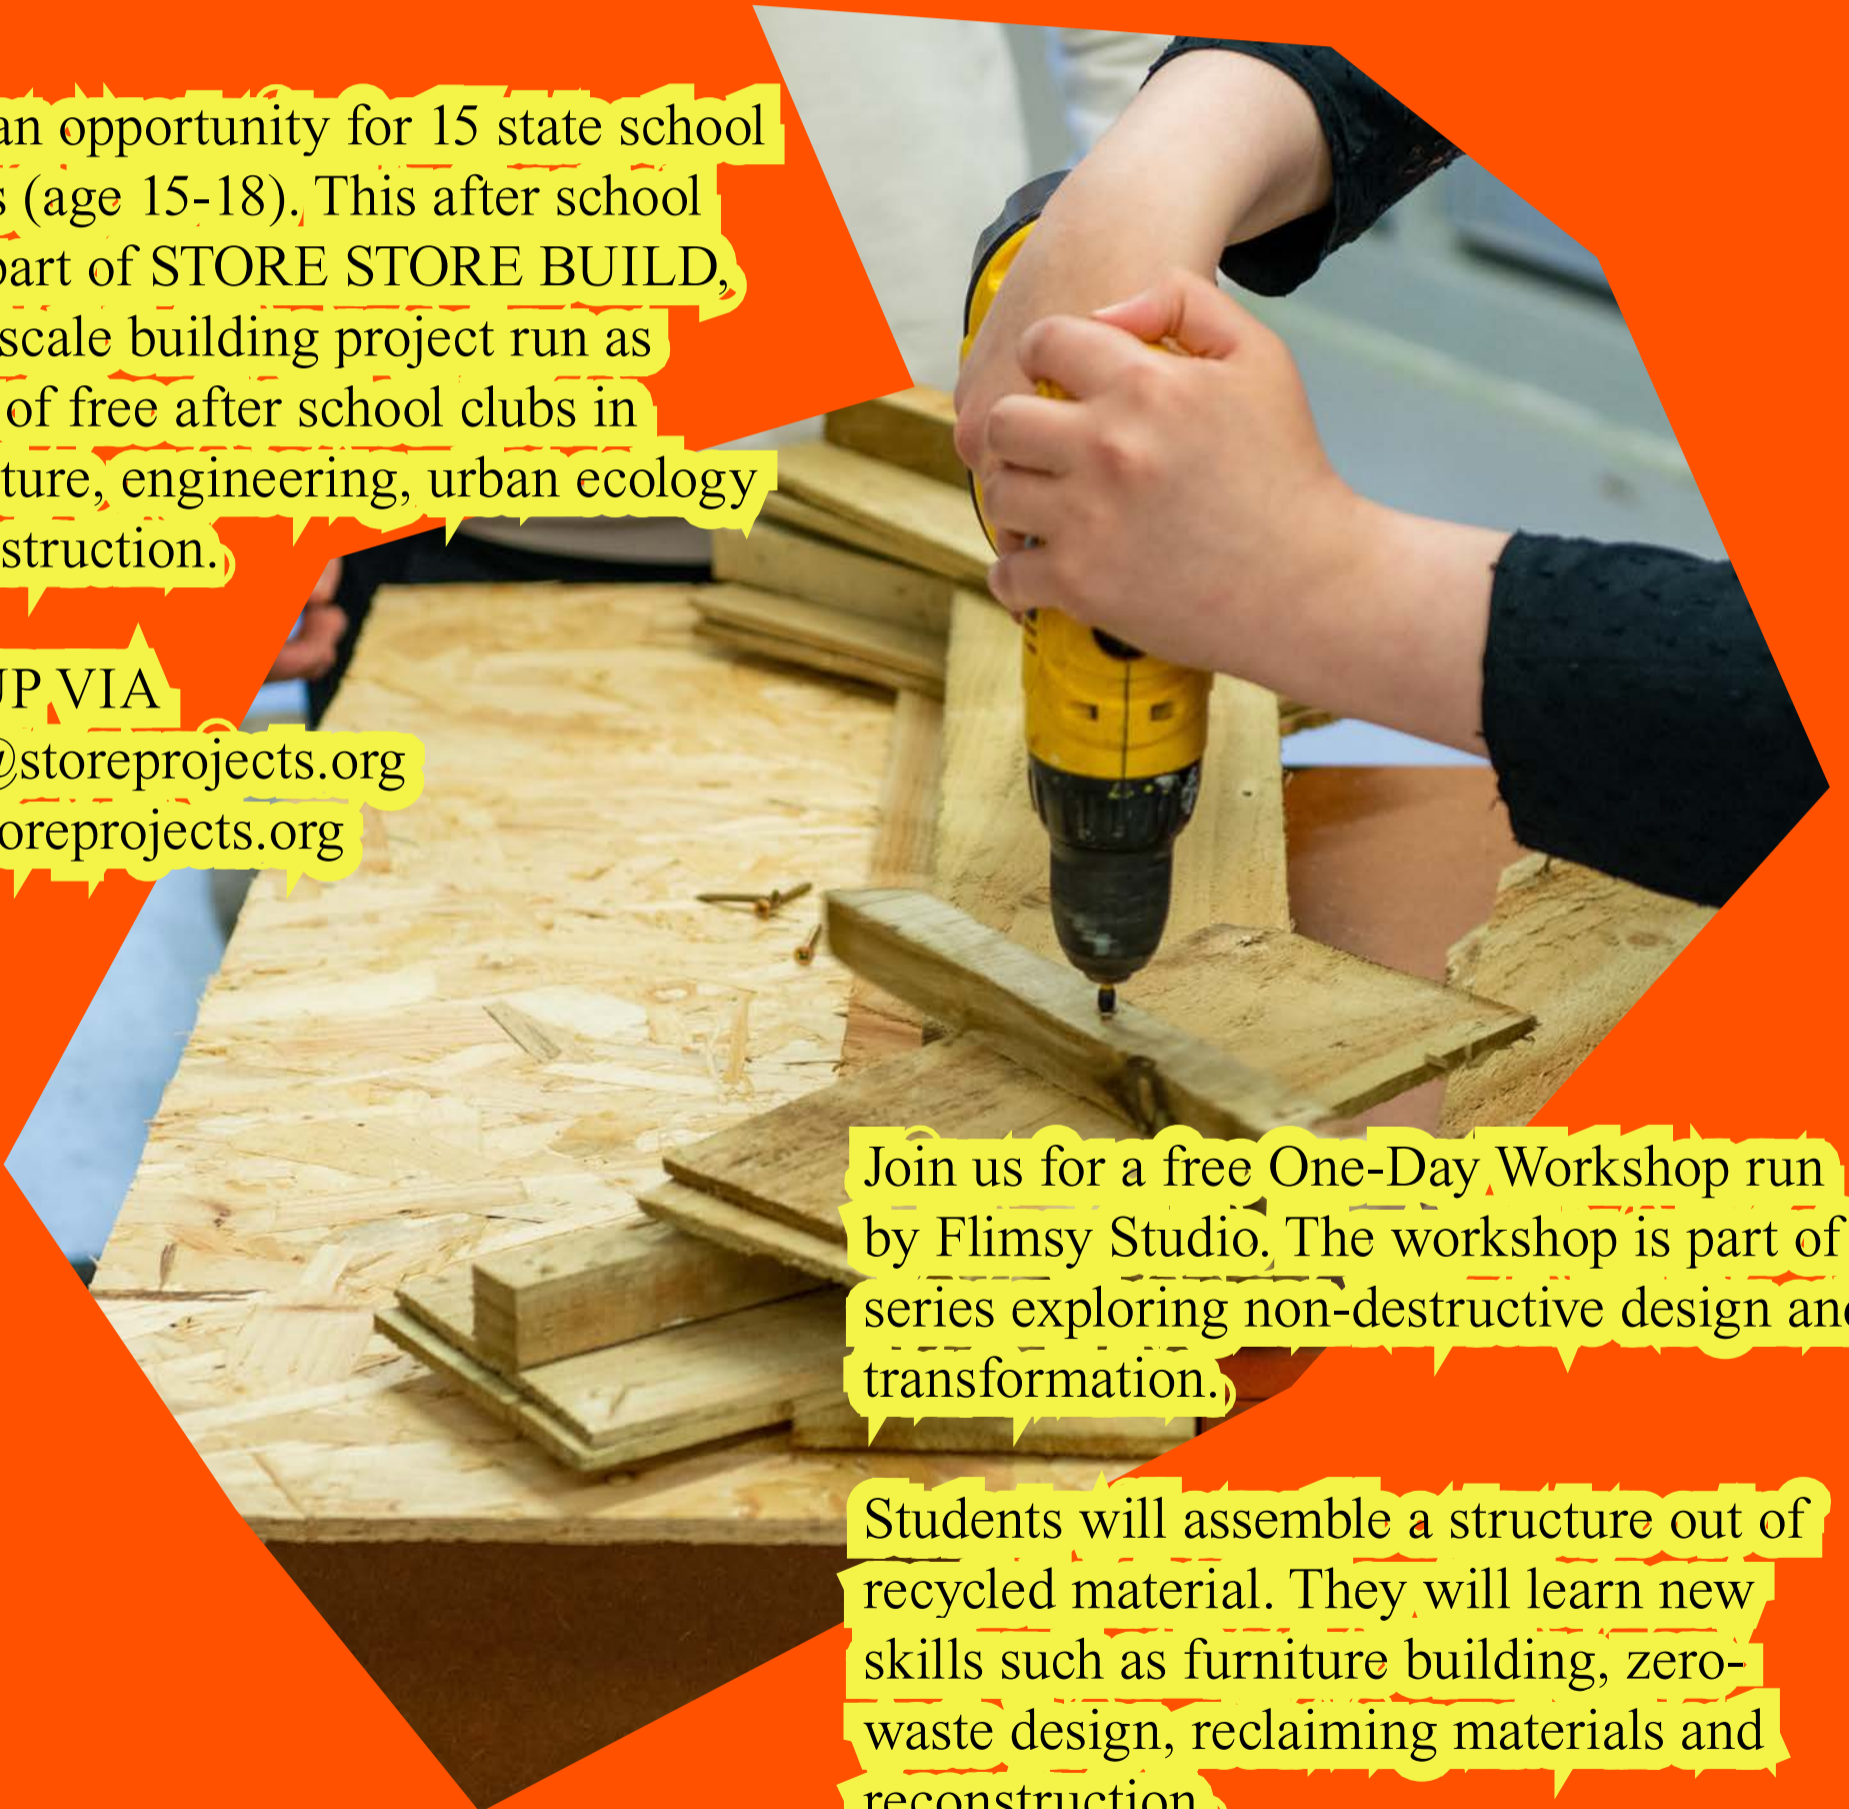 an opportunity for 15 state school
(age 15-18). This after school
part of STORE STORE BUILD,
scale building project run as
of free after school clubs in
ture, engineering, urban ecology
struction.
UP VIA
@storeprojects.org
oreprojects.org
Join us for a free One-Day Workshop run
by Flimsy Studio. The workshop is part of
series exploring non-destructive design and
transformation.
Students will assemble a structure out of
recycled material. They will learn new
skills such as furniture building, zero-
waste design, reclaiming materials and
reconstruction